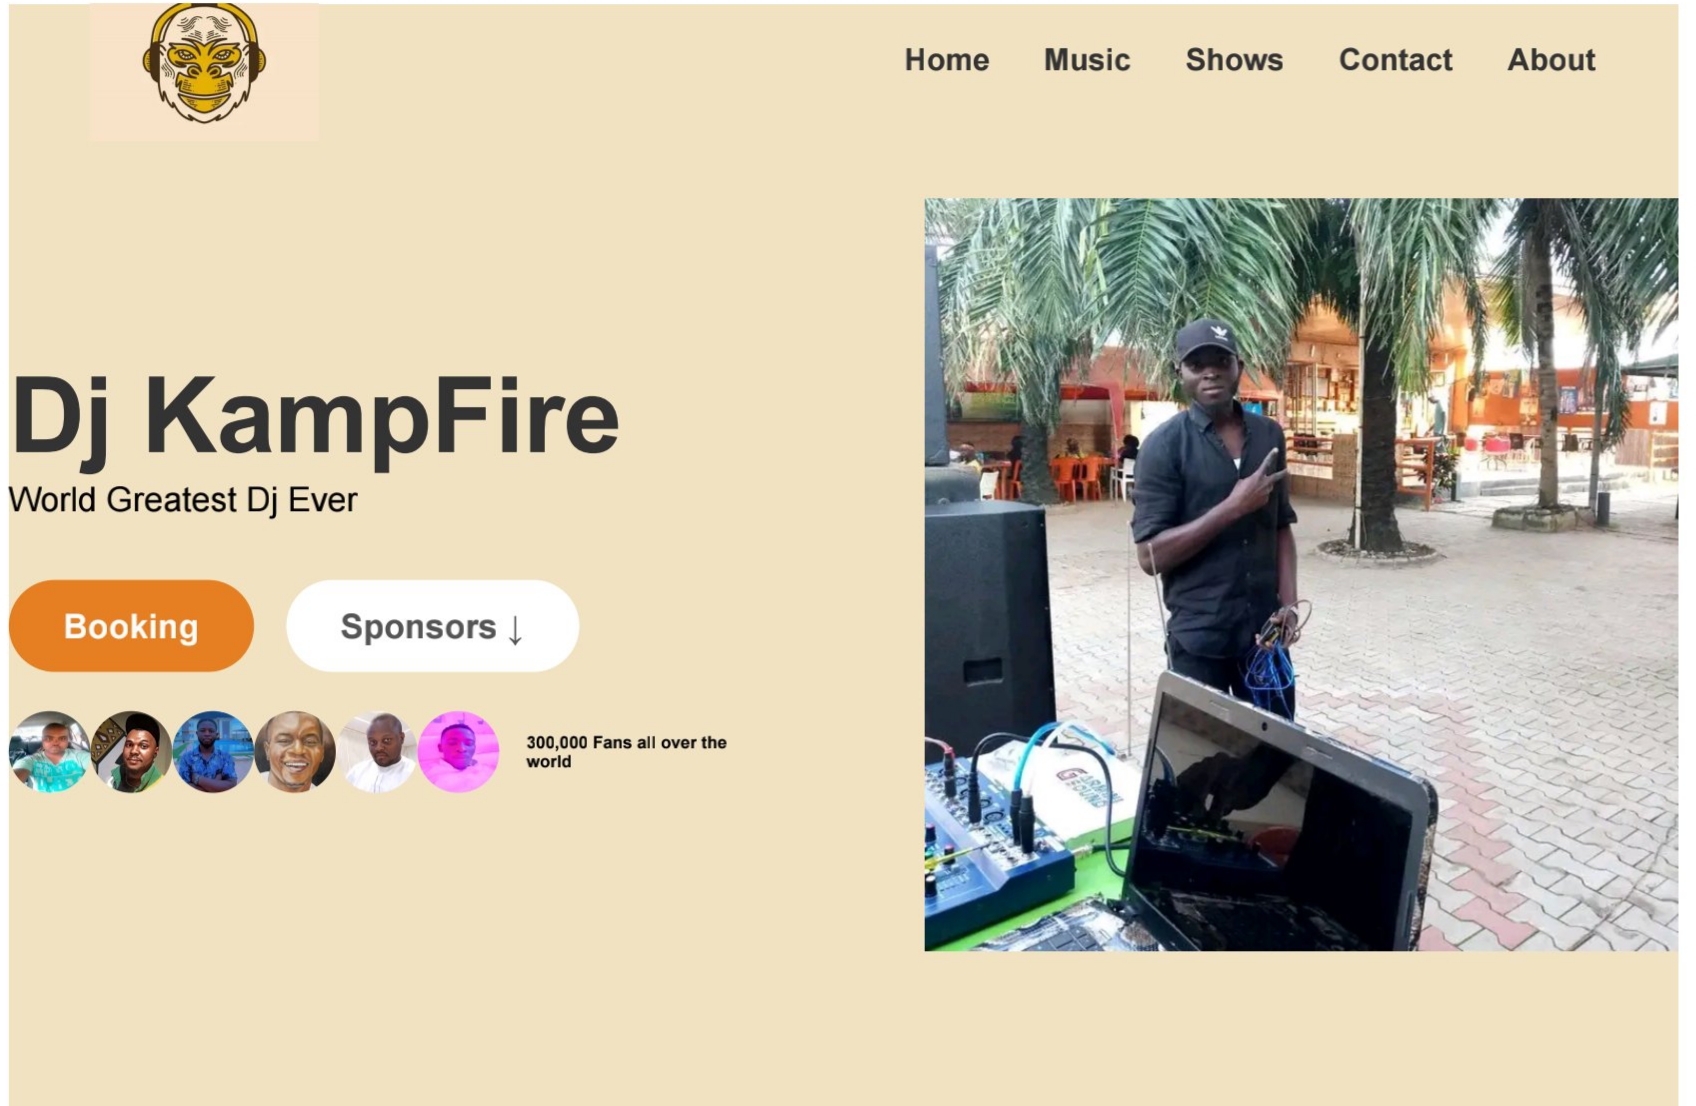 Home Music Shows Contact About
Dj KampFire
World Greatest Dj Ever
Booking Sponsors ↓
300,000 Fans all over the
world